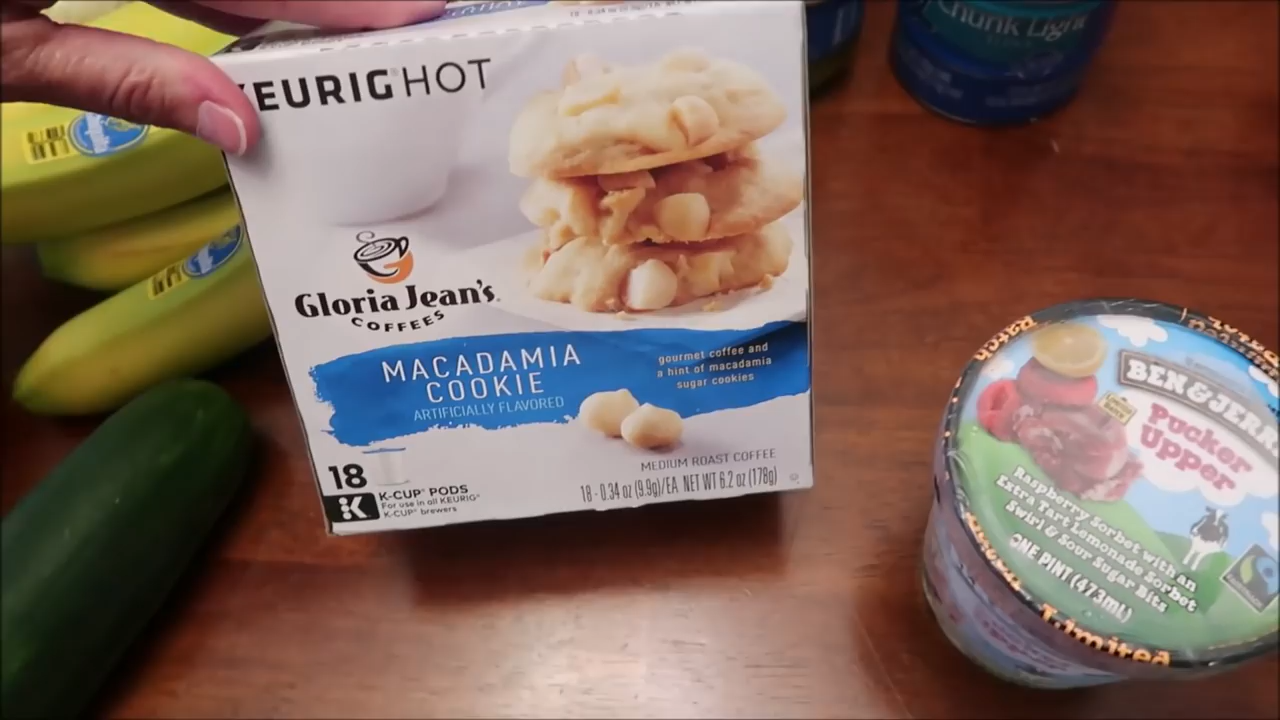 KEURIG HOT
Gloria Jean's
COFFEES
MACADAMIA
COOKIE
ARTIFICIALLY FLAVORED
gourmet coffee and
a hint of macadamia
sugar cookies
18
K-CUP® PODS
For use in all KEURIG®
K-CUP® brewers
MEDIUM ROAST COFFEE
18 - 0.34 oz (9.9g)/EA NET WT 6.2 oz (178g)
Chunk Light
BEN & JERRY
Pucker
Upper
Raspberry Sorbet with an
Extra Tart Lemonade Sorbet
Swirl & Sour Sugar Bits
ONE PINT (473mL)
Limited